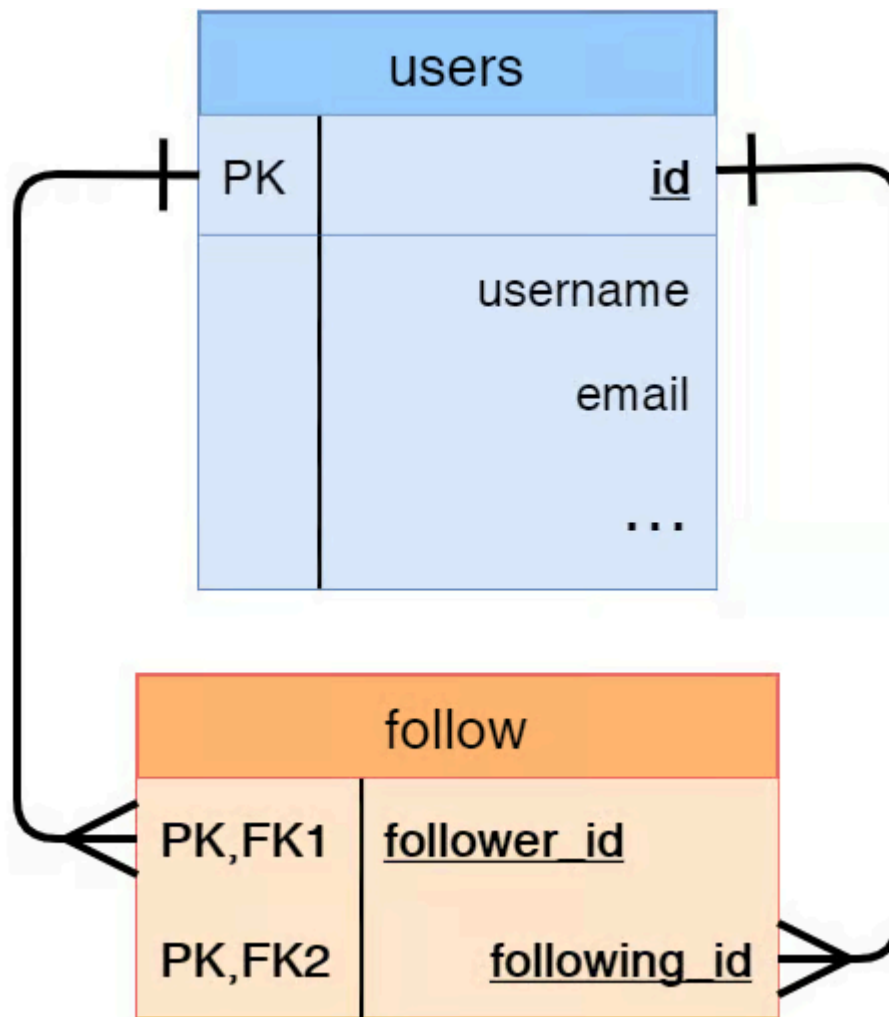 users
PK id
username
email
...
follow
PK,FK1 follower_id
PK,FK2 following_id